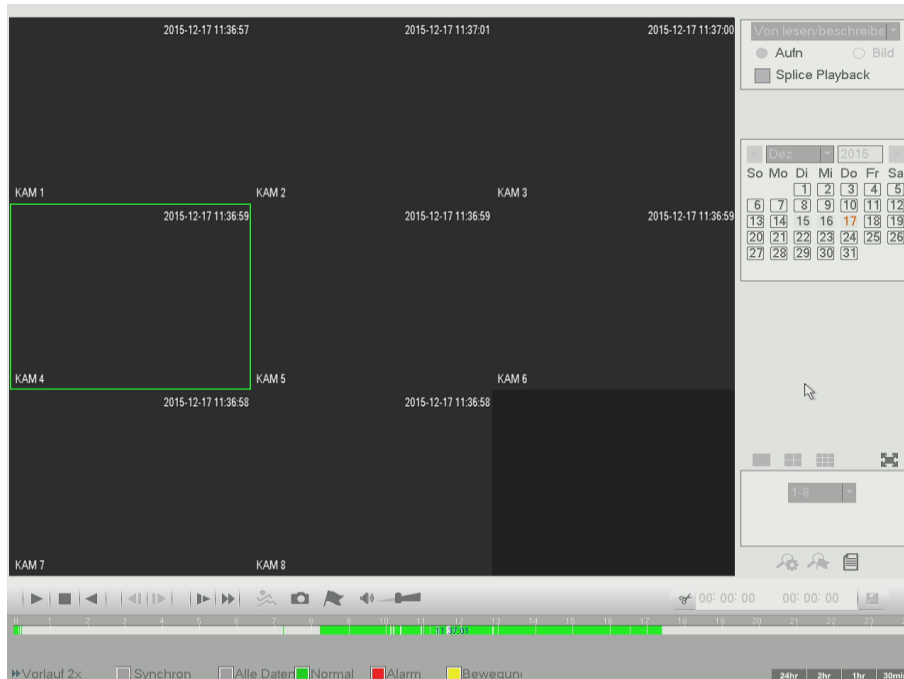 2015-12-17 11:36:57
2015-12-17 11:37:01
2015-12-17 11:37:00
KAM 1
KAM 2
KAM 3
2015-12-17 11:36:59
2015-12-17 11:36:59
2015-12-17 11:36:59
KAM 4
KAM 5
KAM 6
2015-12-17 11:36:58
2015-12-17 11:36:58
KAM 7
KAM 8
Von lesen/beschreibe
Aufn Bild
Splice Playback
< Dez 2015 >
So Mo Di Mi Do Fr Sa
1 2 3 4 5
6 7 8 9 10 11 12
13 14 15 16 17 18 19
20 21 22 23 24 25 26
27 28 29 30 31
1-8
00: 00: 00 00: 00: 00
0 1 2 3 4 5 6 7 8 9 10 11 12 13 14 15 16 17 18 19 20 21 22 23
11:37:01
Vorlauf 2x Synchron Alle Daten Normal Alarm Bewegun
24hr 2hr 1hr 30min